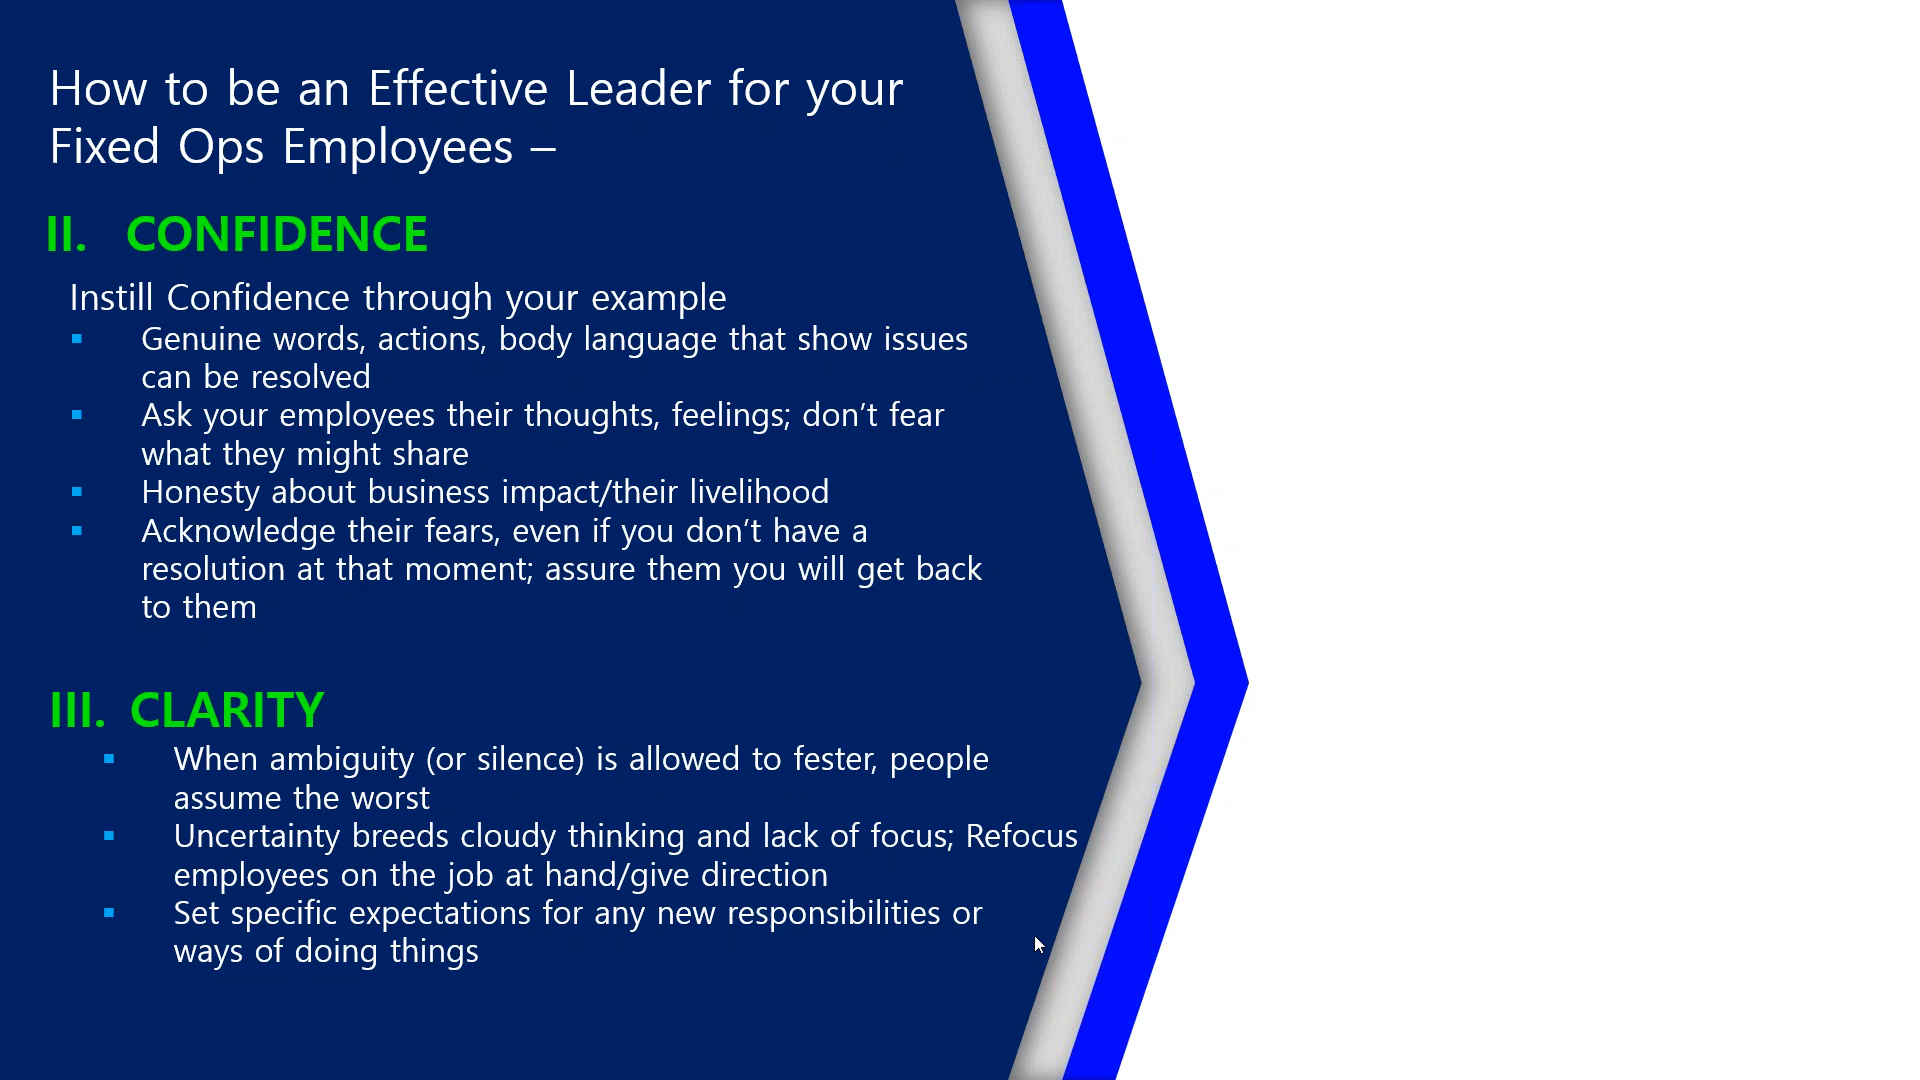 How to be an Effective Leader for your
Fixed Ops Employees –
II. CONFIDENCE
Instill Confidence through your example
▪ Genuine words, actions, body language that show issues
can be resolved
▪ Ask your employees their thoughts, feelings; don’t fear
what they might share
▪ Honesty about business impact/their livelihood
▪ Acknowledge their fears, even if you don’t have a
resolution at that moment; assure them you will get back
to them
III. CLARITY
▪ When ambiguity (or silence) is allowed to fester, people
assume the worst
▪ Uncertainty breeds cloudy thinking and lack of focus; Refocus
employees on the job at hand/give direction
▪ Set specific expectations for any new responsibilities or
ways of doing things